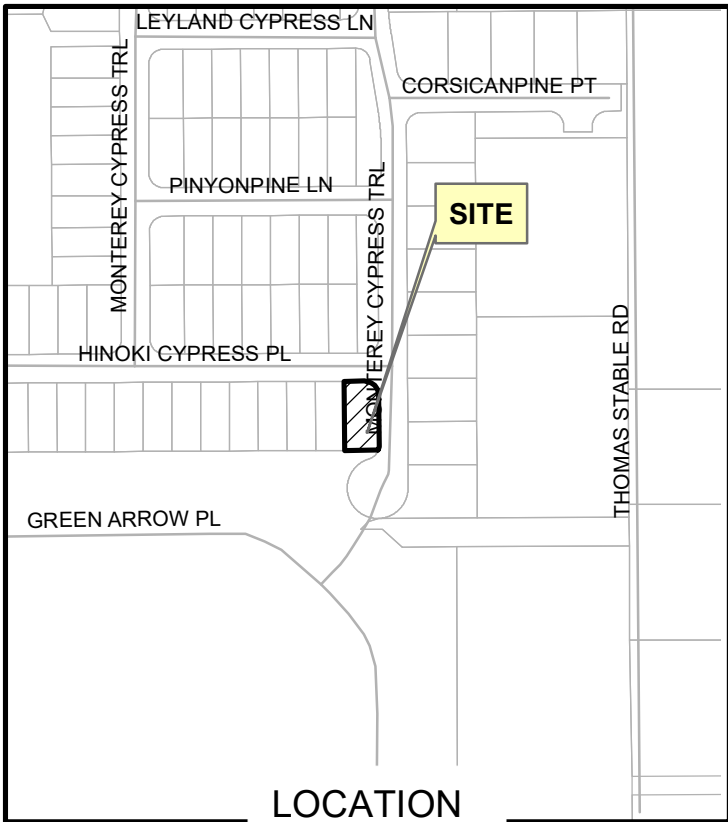 LEYLAND CYPRESS LN
MONTEREY CYPRESS TRL
CORSICANPINE PT
PINYONPINE LN
MONTEREY CYPRESS TRL
SITE
HINOKI CYPRESS PL
THOMAS STABLE RD
GREEN ARROW PL
LOCATION